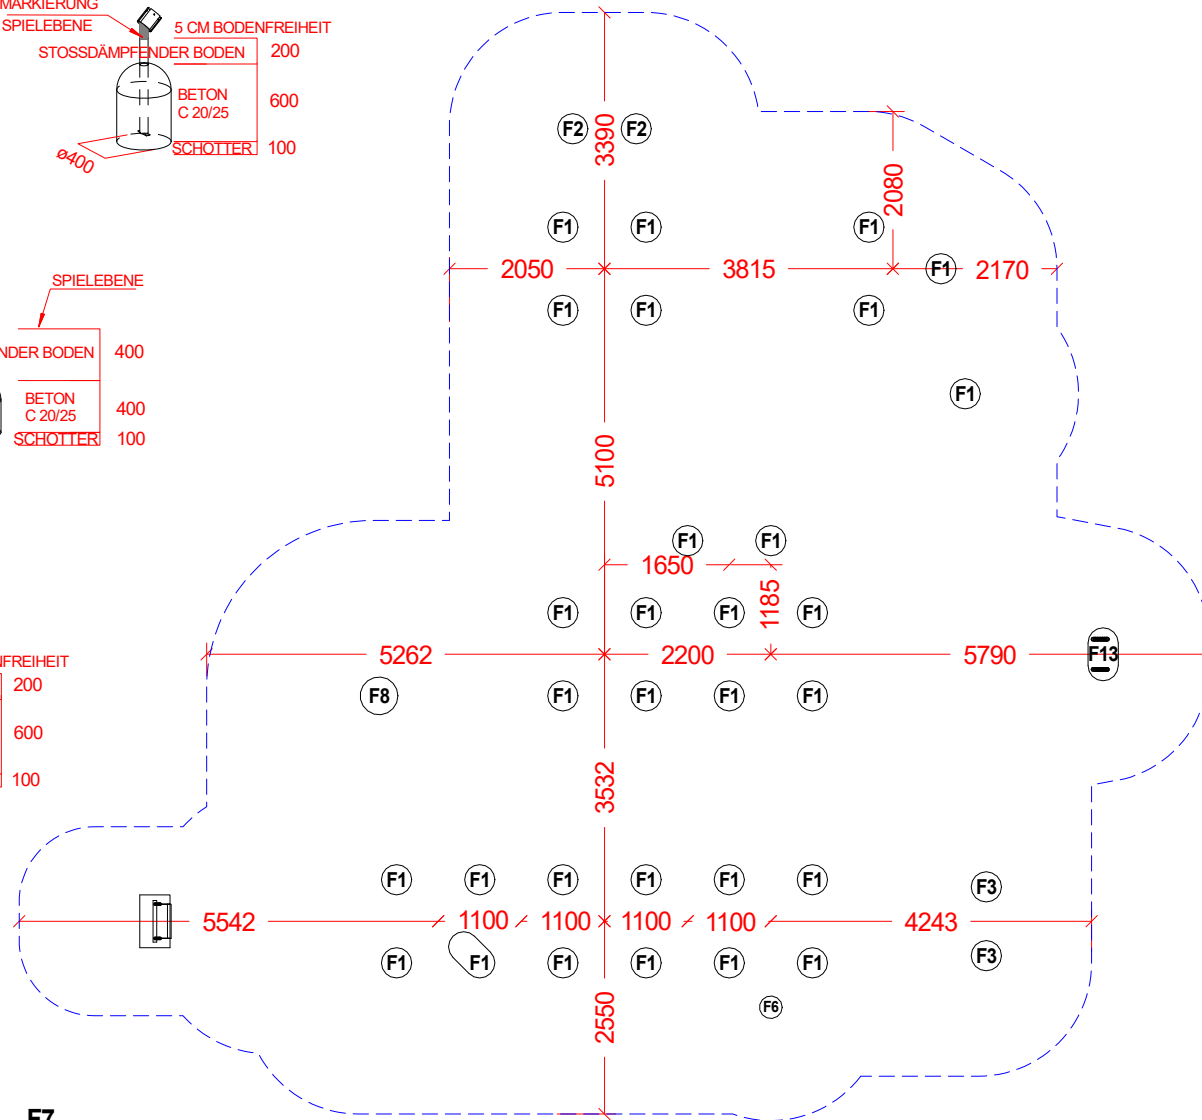 MARKIERUNG
SPIELEBENE
5 CM BODENFREIHEIT
STOSSDÄMPFENDER BODEN 200
BETON
C 20/25
600
SCHOTTER 100
ø400
SPIELEBENE
NDER BODEN 400
BETON
C 20/25
400
SCHOTTER 100
NFREIHEIT
200
600
100
F2 F2
3390
2080
F1 F1 F1
2050 3815 F1 2170
F1 F1 F1
F1
5100
F1 F1
1650
1185
F1 F1 F1 F1
5262 2200 5790 F13
F8 F1 F1 F1 F1
3532
F1 F1 F1 F1 F1 F1 F3
5542 1100 1100 1100 1100 4243
F1 F1 F1 F1 F1 F1 F3
2550
F6
F7